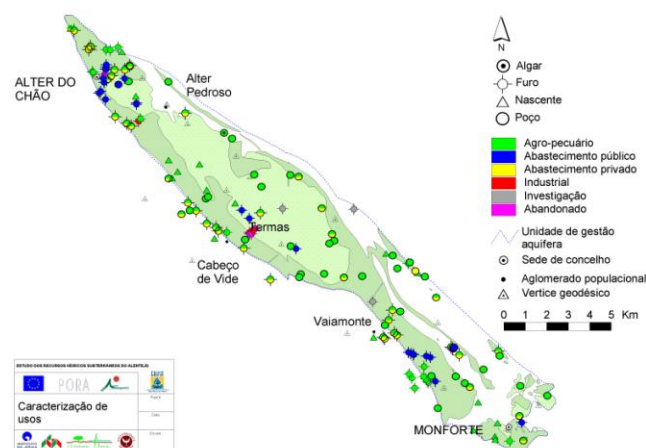 ALTER DO
CHÃO
Alter
Pedroso
Termas
Cabeço
de Vide
Vaiamonte
MONFORTE
N
Algar
Furo
Nascente
Poço
Agro-pecuário
Abastecimento público
Abastecimento privado
Industrial
Investigação
Abandonado
Unidade de gestão
aquífera
Sede de concelho
Aglomerado populacional
Vertice geodésico
0 1 2 3 4 5 Km
ESTUDO DOS RECURSOS HÍDRICOS SUBTERRÂNEOS DO ALENTEJO
PORA
Caracterização de
usos